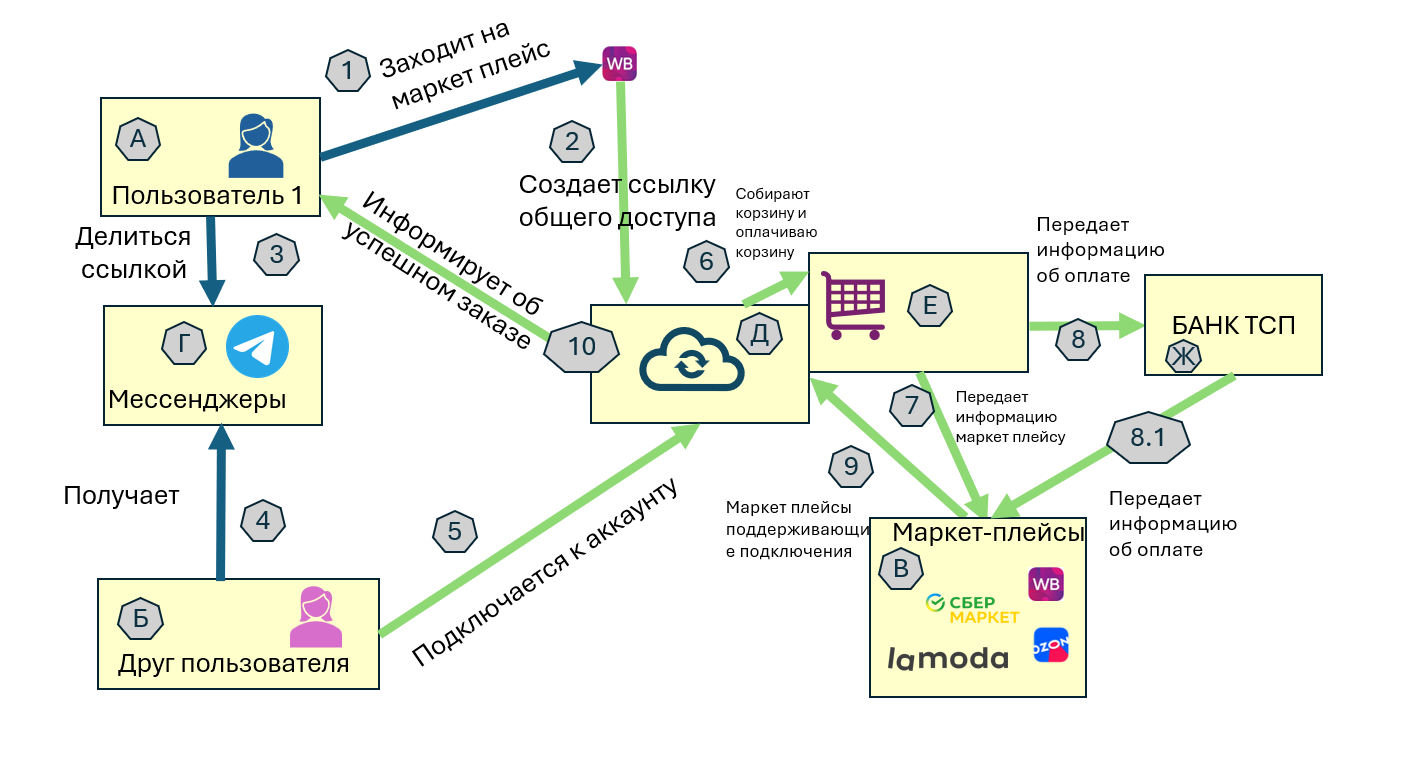 1
Заходит на
маркет плейс
WB
А
Пользователь 1
2
Создает ссылку
общего доступа
Информирует об
успешном заказе
10
Делиться
ссылкой
3
Г
Мессенджеры
Получает
4
Б
Друг пользователя
5
Подключается к аккаунту
Д
6
Собирают
корзину и
оплачиваю
корзину
Е
Передает
информацию
об оплате
8
БАНК ТСП
Ж
7
Передает
информацию
маркет плейсу
8.1
Передает
информацию
об оплате
9
Маркет плейсы
поддерживающи
е подключения
Маркет-плейсы
В
WB
СБЕР
МАРКЕТ
OZON
lamoda